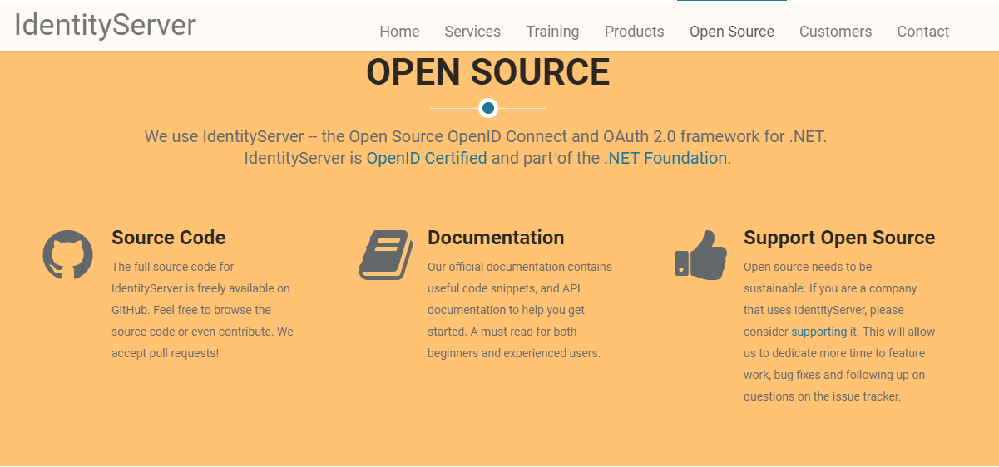 IdentityServer
Home Services Training Products Open Source Customers Contact
OPEN SOURCE
We use IdentityServer -- the Open Source OpenID Connect and OAuth 2.0 framework for .NET.
IdentityServer is OpenID Certified and part of the .NET Foundation.
Source Code
The full source code for
IdentityServer is freely available on
GitHub. Feel free to browse the
source code or even contribute. We
accept pull requests!
Documentation
Our official documentation contains
useful code snippets, and API
documentation to help you get
started. A must read for both
beginners and experienced users.
Support Open Source
Open source needs to be
sustainable. If you are a company
that uses IdentityServer, please
consider supporting it. This will allow
us to dedicate more time to feature
work, bug fixes and following up on
questions on the issue tracker.